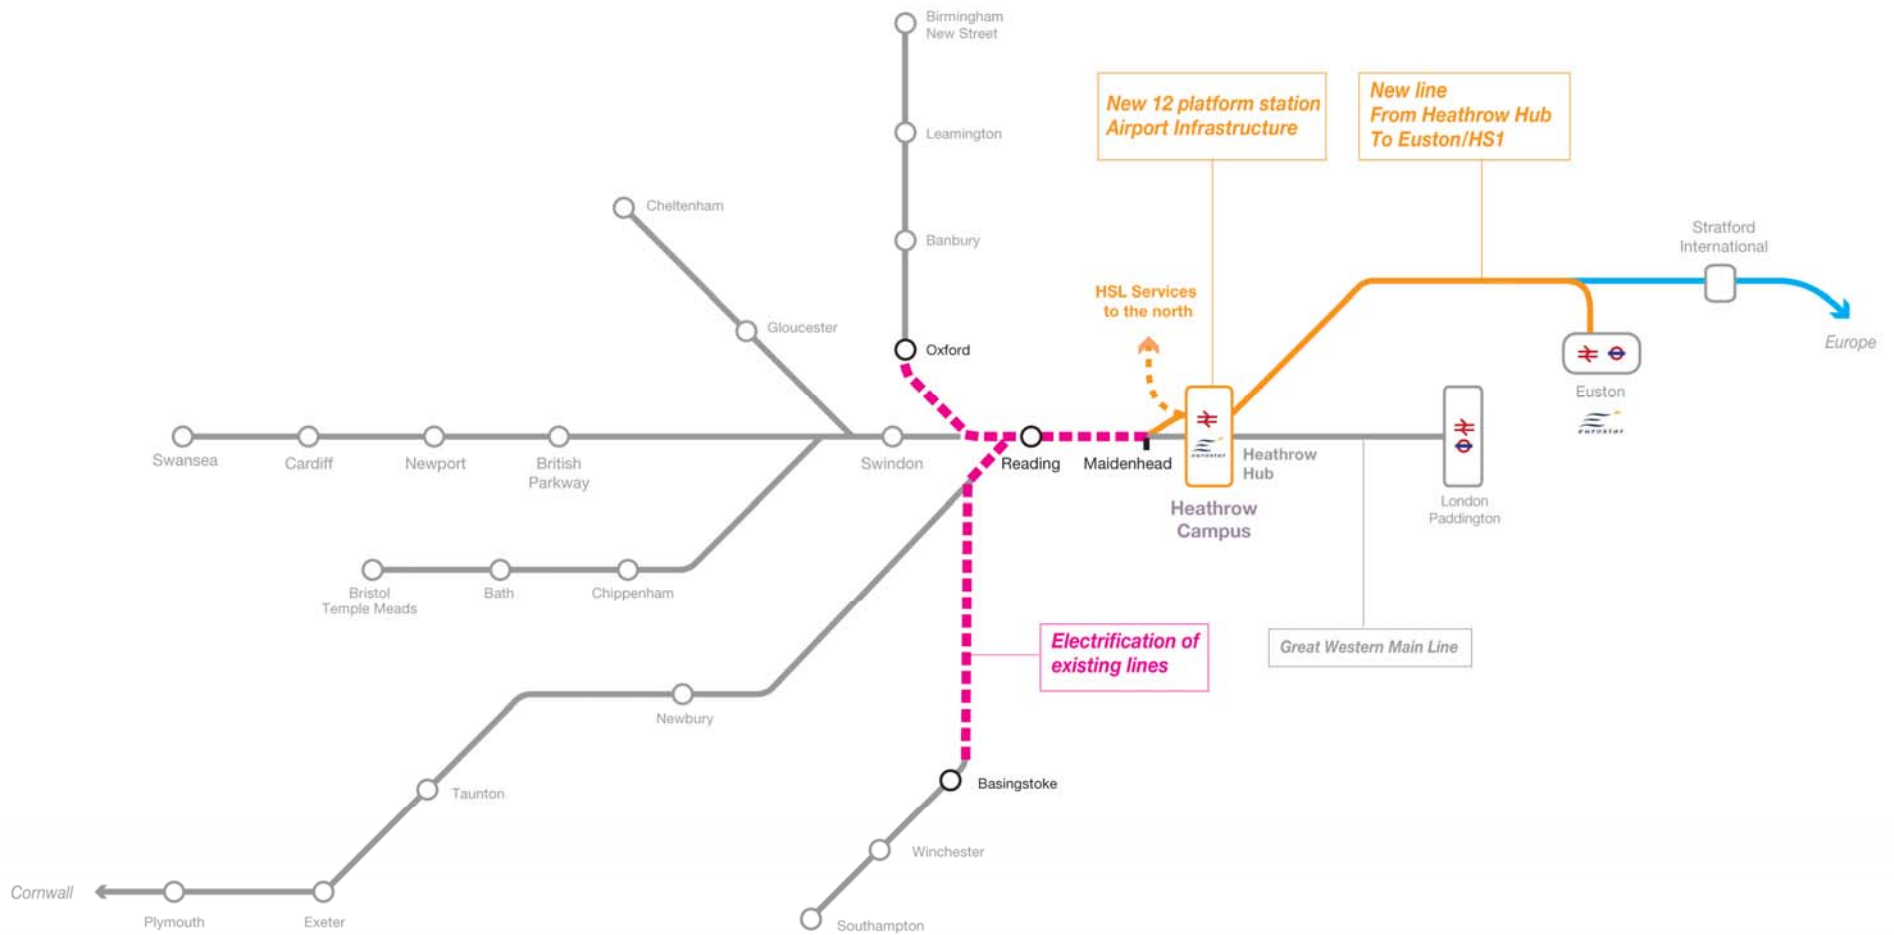 Birmingham
New Street
Leamington
Banbury
Oxford
Cheltenham
Gloucester
New 12 platform station
Airport Infrastructure
New line
From Heathrow Hub
To Euston/HS1
Stratford
International
HSL Services
to the north
Europe
Euston
eurostar
Swansea
Cardiff
Newport
British
Parkway
Swindon
Reading
Maidenhead
eurostar
Heathrow
Hub
Heathrow
Campus
London
Paddington
Bristol
Temple Meads
Bath
Chippenham
Electrification of
existing lines
Great Western Main Line
Newbury
Taunton
Basingstoke
Winchester
Southampton
Cornwall
Plymouth
Exeter